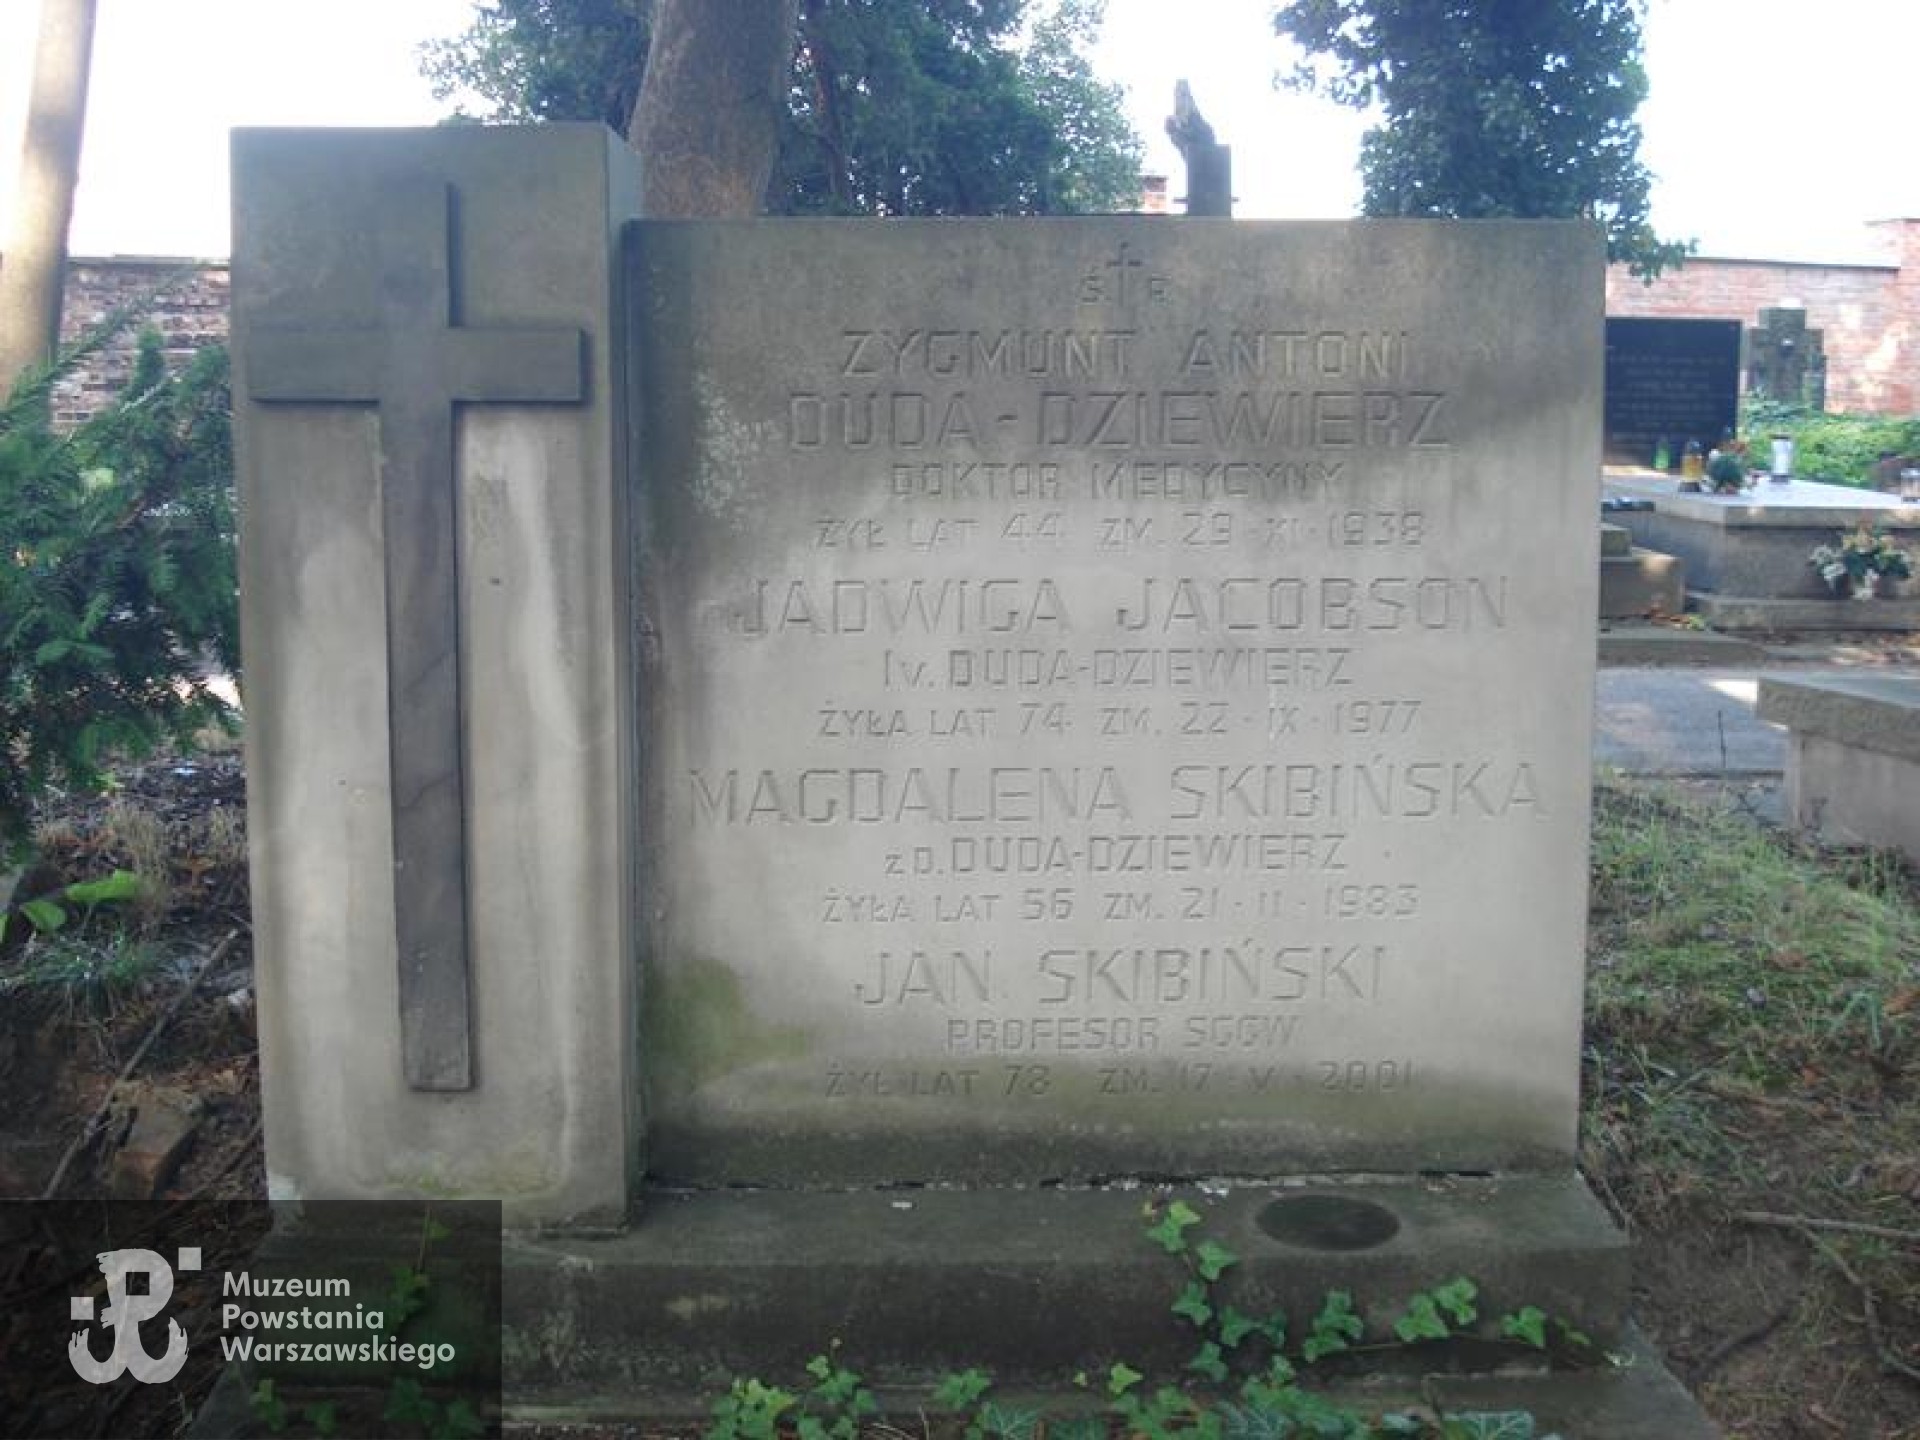 Ś P
ZYGMUNT ANTONI
DUDA-DZIEWIERZ
DOKTOR MEDYCYNY
ŻYŁ LAT 44 ZM. 29·XI·1938
JADWIGA JACOBSON
I v. DUDA-DZIEWIERZ
ŻYŁA LAT 74 ZM. 22·IX·1977
MAGDALENA SKIBIŃSKA
z D. DUDA-DZIEWIERZ
ŻYŁA LAT 56 ZM. 21·II·1983
JAN SKIBIŃSKI
PROFESOR SGGW
ŻYŁ LAT 78 ZM. 17·V·2001
Muzeum
Powstania
Warszawskiego